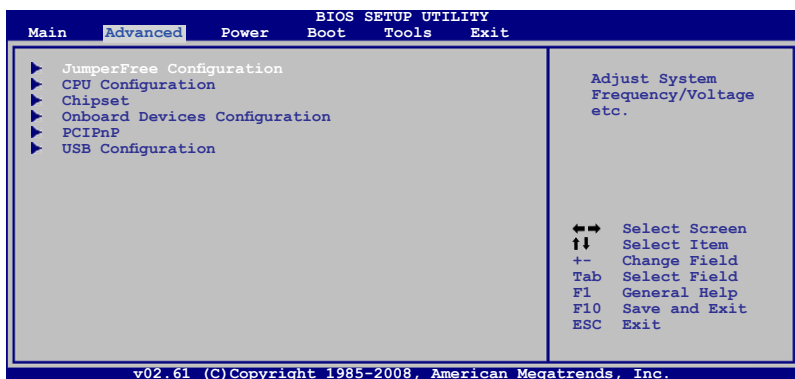 BIOS SETUP UTILITY
Main Advanced Power Boot Tools Exit
JumperFree Configuration
CPU Configuration
Chipset
Onboard Devices Configuration
PCIPnP
USB Configuration
Adjust System
Frequency/Voltage
etc.
Select Screen
Select Item
+- Change Field
Tab Select Field
F1 General Help
F10 Save and Exit
ESC Exit
v02.61 (C)Copyright 1985-2008, American Megatrends, Inc.